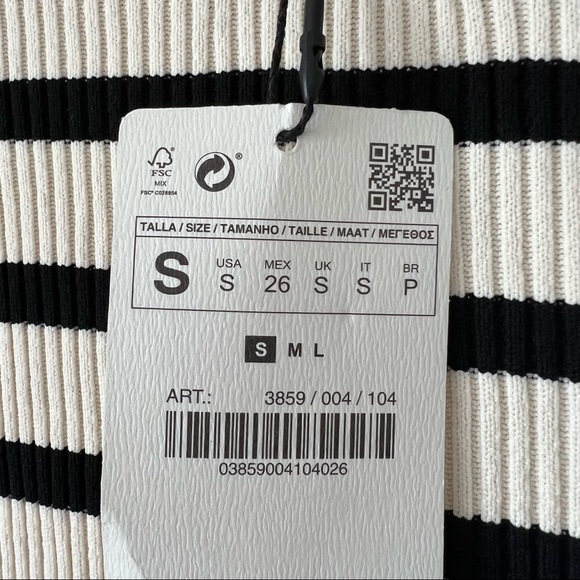 FSC
MIX
FSC® C028854
TALLA / SIZE / TAMANHO / TAILLE / MAAT / ΜΕΓΕΘΟΣ
S USA MEX UK IT BR
S 26 S S P
S M L
ART.: 3859 / 004 / 104
03859004104026